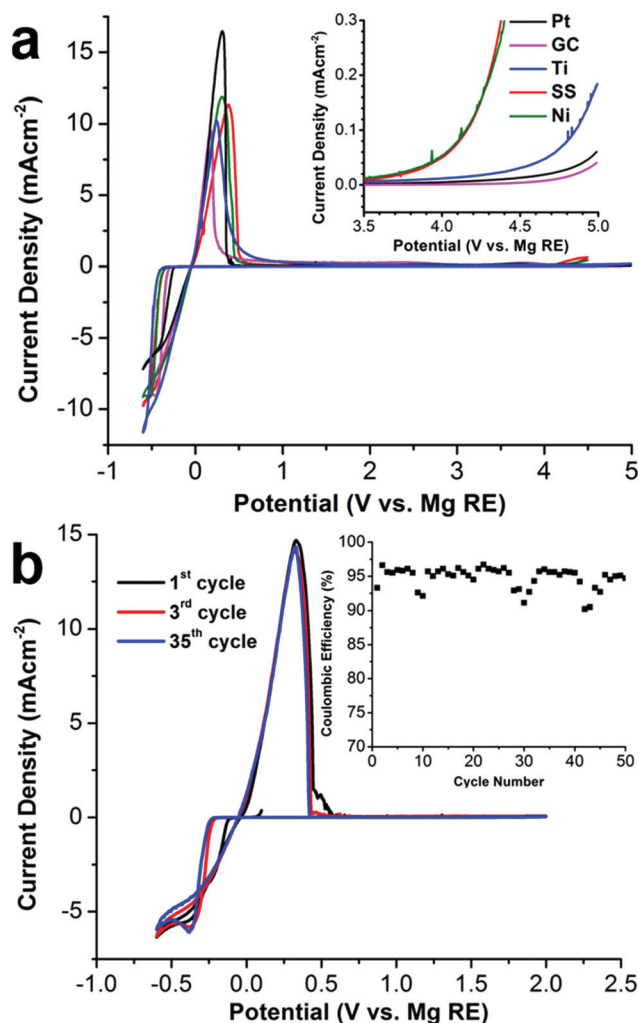 a
Current Density (mAcm⁻²)
15
10
5
0
-5
-10
-1
0
1
2
3
4
5
Potential (V vs. Mg RE)
Current Density (mAcm⁻²)
0.3
0.2
0.1
0.0
3.5
4.0
4.5
5.0
Potential (V vs. Mg RE)
Pt
GC
Ti
SS
Ni
b
Current Density (mAcm⁻²)
15
10
5
0
-5
-1.0
-0.5
0.0
0.5
1.0
1.5
2.0
2.5
Potential (V vs. Mg RE)
1ˢᵗ cycle
3ʳᵈ cycle
35ᵗʰ cycle
Coulombic Efficiency (%)
100
95
90
85
80
75
70
0
10
20
30
40
50
Cycle Number